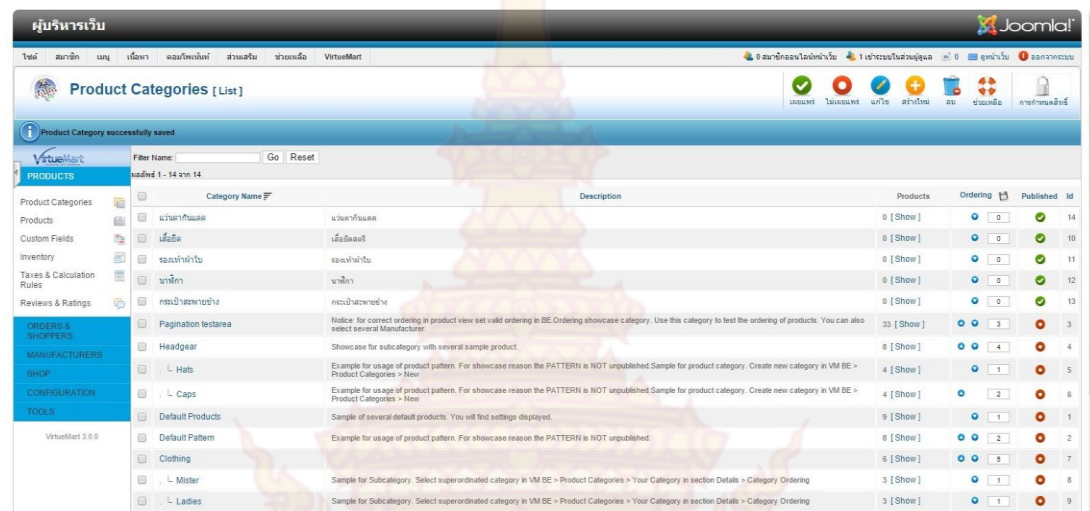 ผู้บริหารเว็บ
Joomla!
ไซต์ สมาชิก เมนู เนื้อหา คอมโพเน้นท์ ส่วนเสริม ช่วยเหลือ VirtueMart
0 สมาชิกออนไลน์หน้าเว็บ 1 เข้าระบบในส่วนผู้ดูแล 0 ดูหน้าเว็บ ออกจากระบบ
Product Categories [ List ]
เผยแพร่ ไม่เผยแพร่ แก้ไข สร้างใหม่ ลบ ช่วยเหลือ การกำหนดสิทธิ์
Product Category successfully saved
VirtueMart
Filter Name: Go Reset
PRODUCTS
ผลลัพธ์ 1 - 14 จาก 14
Category Name Description Products Ordering Published Id
Product Categories
Products
Custom Fields
Inventory
Taxes & Calculation
Rules
Reviews & Ratings
ORDERS &
SHOPPERS
MANUFACTURERS
SHOP
CONFIGURATION
TOOLS
VirtueMart 3.0.0
แว่นตากันแดด แว่นตากันแดด 0 [ Show ] 0 14
เสื้อยืด เสื้อยืดสตรี 0 [ Show ] 0 10
รองเท้าผ้าใบ รองเท้าผ้าใบ 0 [ Show ] 0 11
นาฬิกา นาฬิกา 0 [ Show ] 0 12
กระเป๋าสะพายข้าง กระเป๋าสะพายข้าง 0 [ Show ] 0 13
Pagination testarea Notice: for correct ordering in product view set valid ordering in BE.Ordering showcase category. Use this category to test the ordering of products. You can also
select several Manufacturer. 33 [ Show ] 3 3
Headgear Showcase for subcategory with several sample product. 8 [ Show ] 4 4
. └ Hats Example for usage of product pattern. For showcase reason the PATTERN is NOT unpublished.Sample for product category. Create new category in VM BE >
Product Categories > New 4 [ Show ] 1 5
. └ Caps Example for usage of product pattern. For showcase reason the PATTERN is NOT unpublished.Sample for product category. Create new category in VM BE >
Product Categories > New 4 [ Show ] 2 6
Default Products Sample of several default products. You will find settings displayed. 9 [ Show ] 1 1
Default Pattern Example for usage of product pattern. For showcase reason the PATTERN is NOT unpublished. 8 [ Show ] 2 2
Clothing 6 [ Show ] 5 7
. └ Mister Sample for Subcategory. Select superordinated category in VM BE > Product Categories > Your Category in section Details > Category Ordering 3 [ Show ] 1 8
. └ Ladies Sample for Subcategory. Select superordinated category in VM BE > Product Categories > Your Category in section Details > Category Ordering 3 [ Show ] 1 9